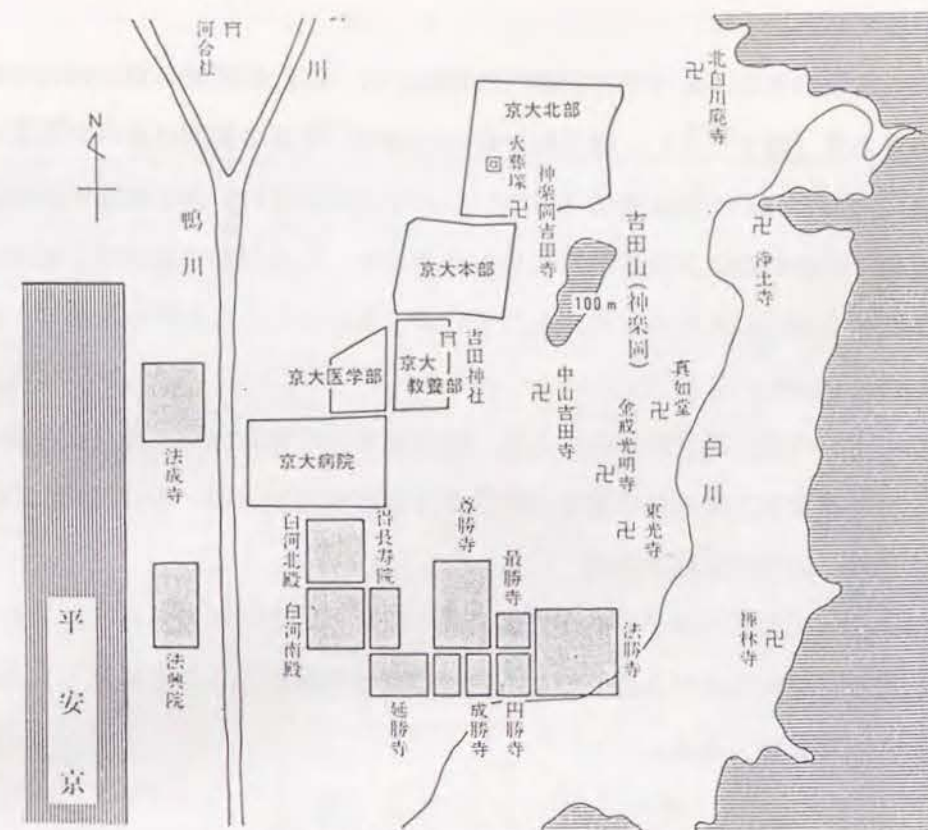 河合社
川
N
鴨川
京大北部
火葬塚
神楽岡吉田寺
北白川廃寺
浄土寺
京大本部
100m
吉田山(神楽岡)
吉田神社
京大医学部
京大
教養部
中山吉田寺
真如堂
金戒光明寺
白川
法成寺
京大病院
東光寺
白河北殿
尊勝寺
最勝寺
法勝寺
禅林寺
白河南殿
法興院
延勝寺
成勝寺
円勝寺
平安京